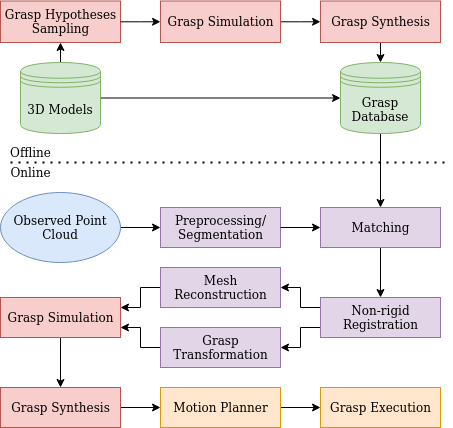 Grasp Hypotheses
Sampling
Grasp Simulation
Grasp Synthesis
3D Models
Grasp
Database
Offline
Online
Observed Point
Cloud
Preprocessing/
Segmentation
Matching
Mesh
Reconstruction
Non-rigid
Registration
Grasp Simulation
Grasp
Transformation
Grasp Synthesis
Motion Planner
Grasp Execution